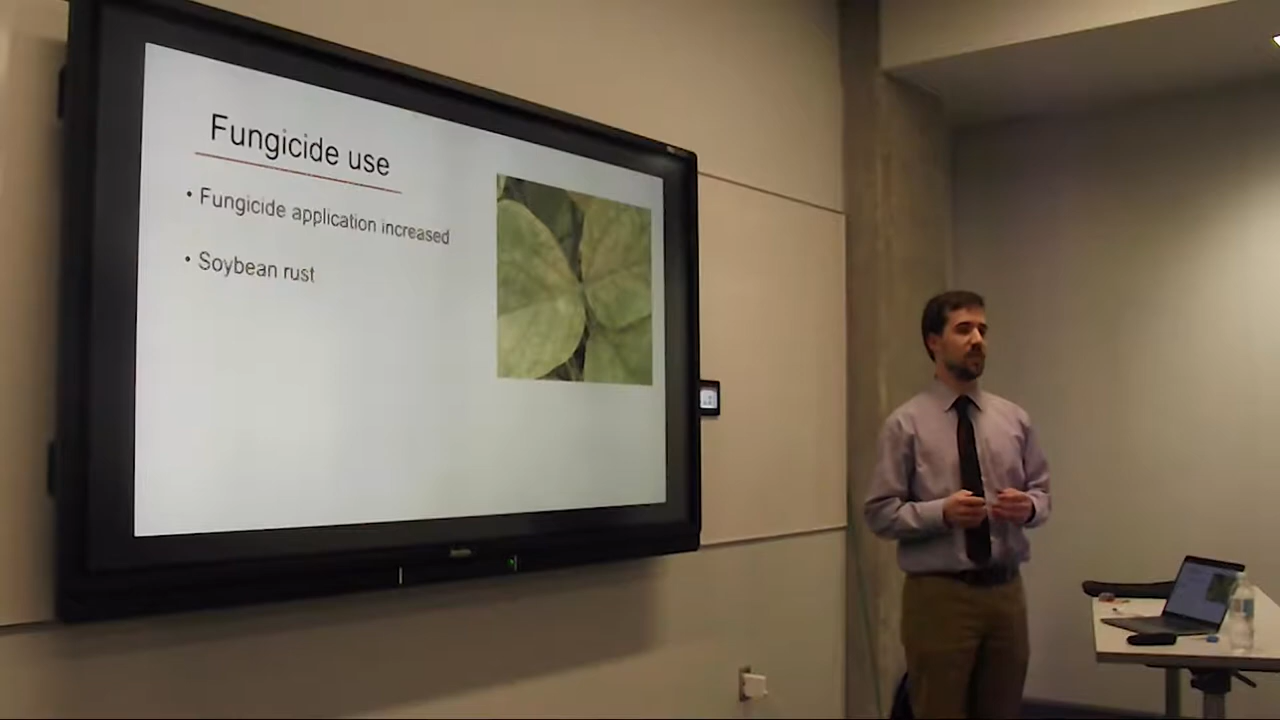 Fungicide use
• Fungicide application increased
• Soybean rust